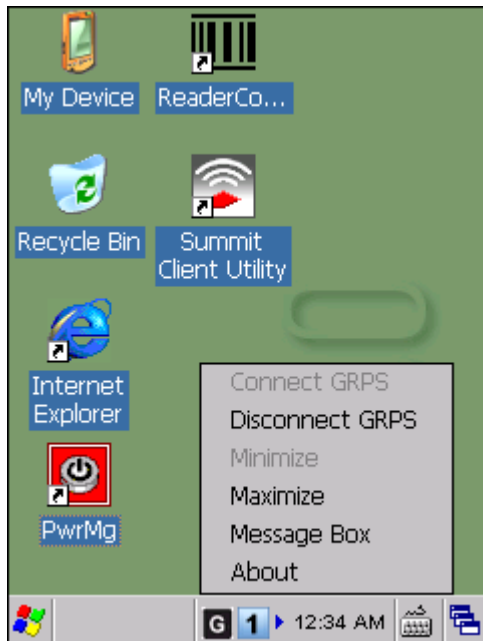 My Device
ReaderCo...
Recycle Bin
Summit
Client Utility
Internet
Explorer
PwrMg
Connect GRPS
Disconnect GRPS
Minimize
Maximize
Message Box
About
G 1 12:34 AM